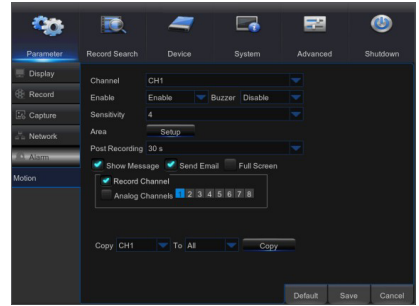 Parameter Record Search Device System Advanced Shutdown
Display
Record
Capture
Network
Alarm
Motion
Channel CH1
Enable Enable Buzzer Disable
Sensitivity 4
Area Setup
Post Recording 30 s
Show Message Send Email Full Screen
Record Channel
Analog Channels 1 2 3 4 5 6 7 8
Copy CH1 To All Copy
Default Save Cancel